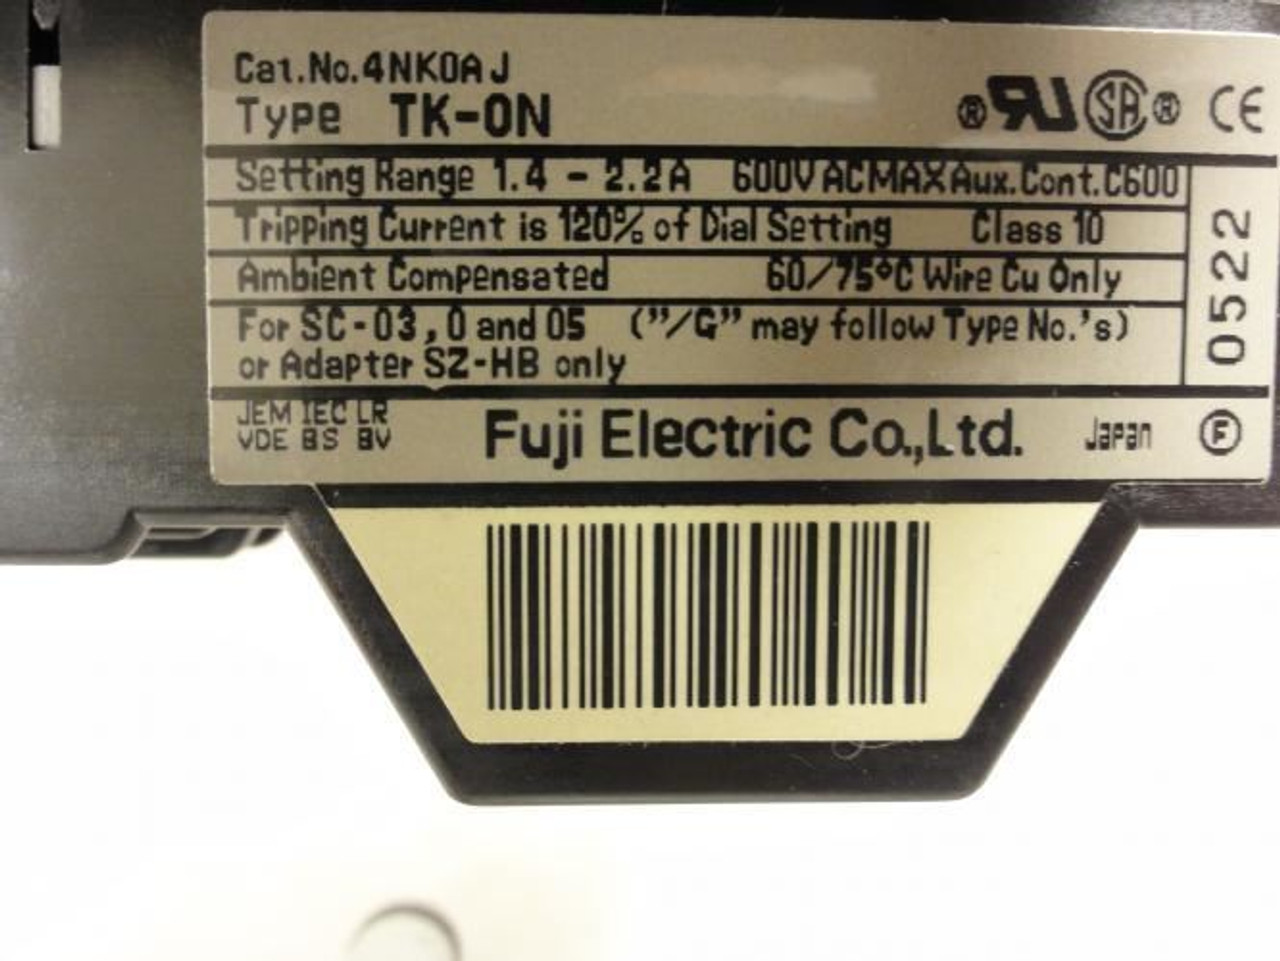 Cat.No.4NK0AJ
Type TK-0N
® RU SA ® CE
Setting Range 1.4 - 2.2A 600VACMAX Aux.Cont.C600
Tripping Current is 120% of Dial Setting Class 10
Ambient Compensated 60/75°C Wire Cu Only
For SC-03,0 and 05 ("/G" may follow Type No.'s)
or Adapter SZ-HB only
0522
JEM IEC LR
VDE BS BV
Fuji Electric Co.,Ltd. Japan F